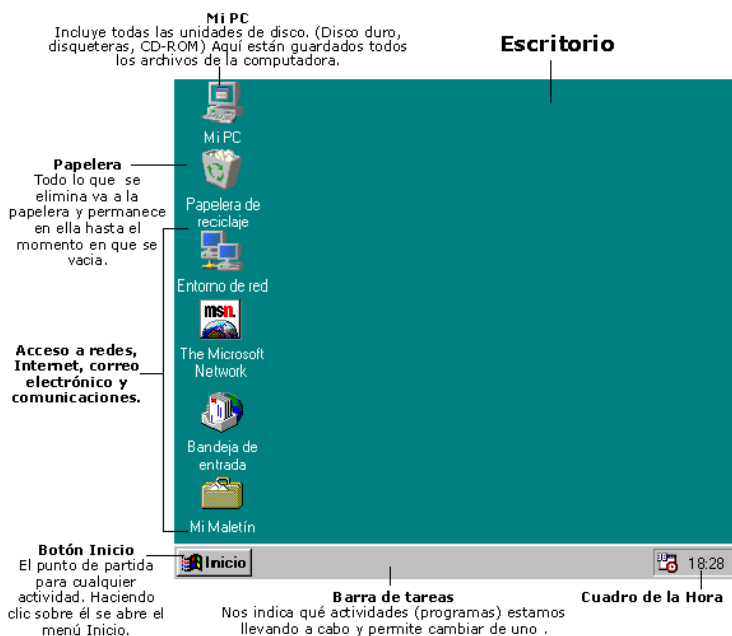 Mi PC
Incluye todas las unidades de disco. (Disco duro,
disqueteras, CD-ROM) Aquí están guardados todos
los archivos de la computadora.
Escritorio
Mi PC
Papelera
Todo lo que se
elimina va a la
papelera y permanece
en ella hasta el
momento en que se
vacia.
Papelera de
reciclaje
Entorno de red
msn.
The Microsoft
Network
Acceso a redes,
Internet, correo
electrónico y
comunicaciones.
Bandeja de
entrada
Mi Maletín
Botón Inicio
El punto de partida
para cualquier
actividad. Haciendo
clic sobre él se abre el
menú Inicio.
Inicio
18:28
Barra de tareas
Nos indica qué actividades (programas) estamos
llevando a cabo y permite cambiar de uno .
Cuadro de la Hora